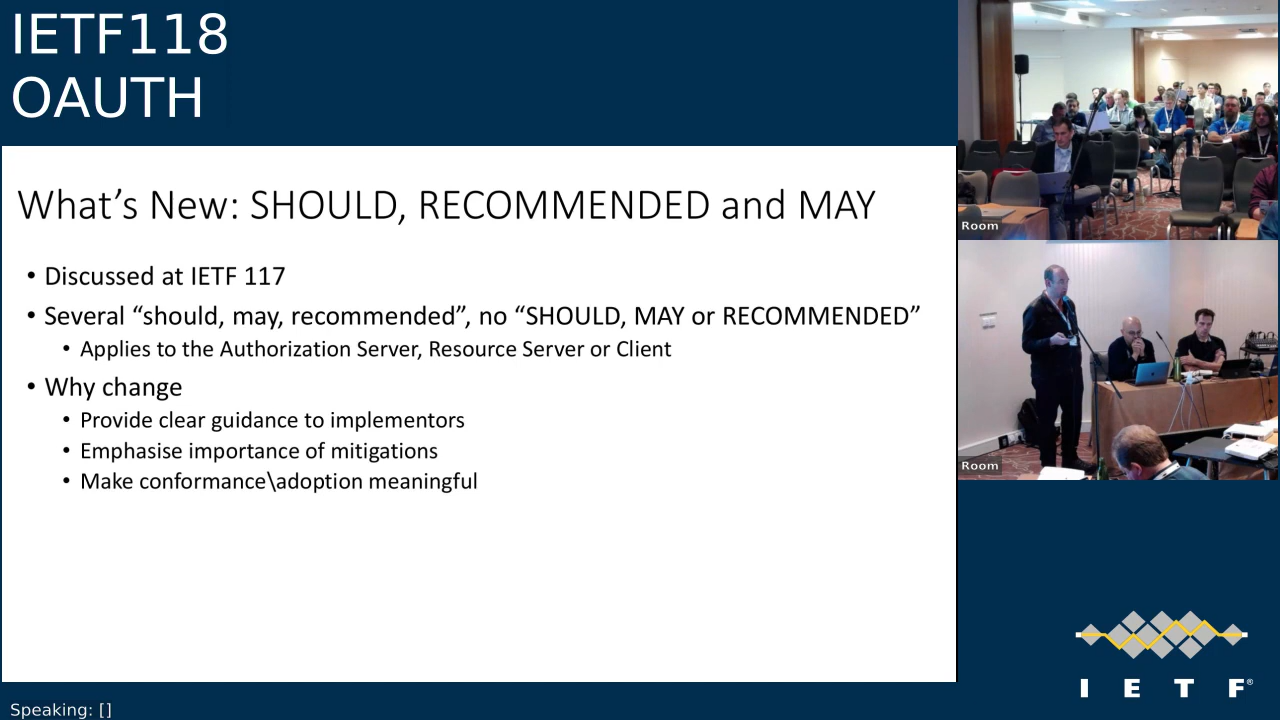 IETF118
OAUTH
What’s New: SHOULD, RECOMMENDED and MAY
• Discussed at IETF 117
• Several “should, may, recommended”, no “SHOULD, MAY or RECOMMENDED”
• Applies to the Authorization Server, Resource Server or Client
• Why change
• Provide clear guidance to implementors
• Emphasise importance of mitigations
• Make conformance\adoption meaningful
Room
Room
I E T F®
Speaking: []